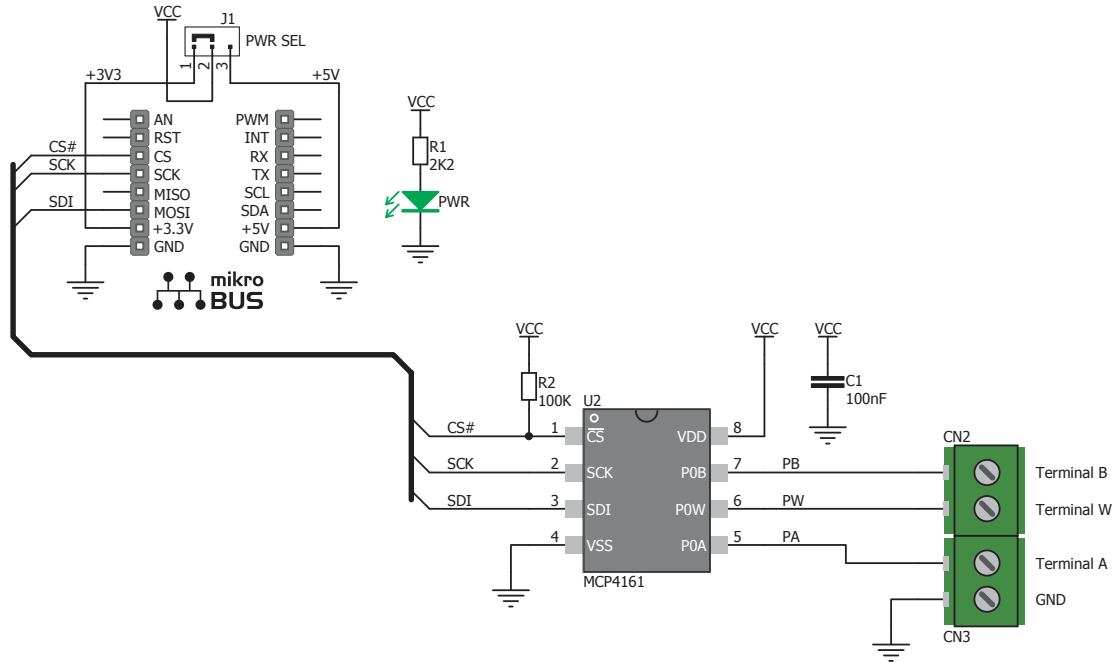 VCC
J1
PWR SEL
1
2
3
+3V3
+5V
AN
RST
CS# CS
SCK SCK
MISO
SDI MOSI
+3.3V
GND
PWM
INT
RX
TX
SCL
SDA
+5V
GND
mikro
BUS
VCC
R1
2K2
PWR
VCC
R2
100K
VCC
VCC
C1
100nF
U2
CS# 1 CS
SCK 2 SCK
SDI 3 SDI
4 VSS
VDD 8
P0B 7 PB
P0W 6 PW
P0A 5 PA
MCP4161
CN2
Terminal B
Terminal W
Terminal A
GND
CN3